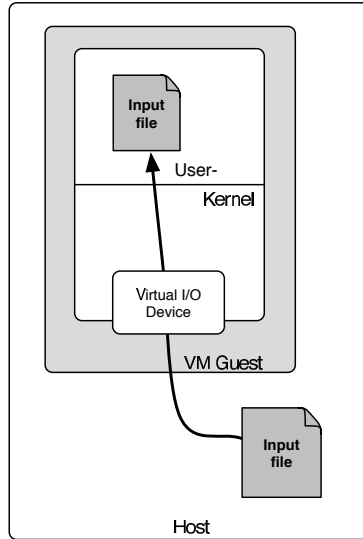 Input
file
User-
Kernel
Virtual I/O
Device
VM Guest
Input
file
Host